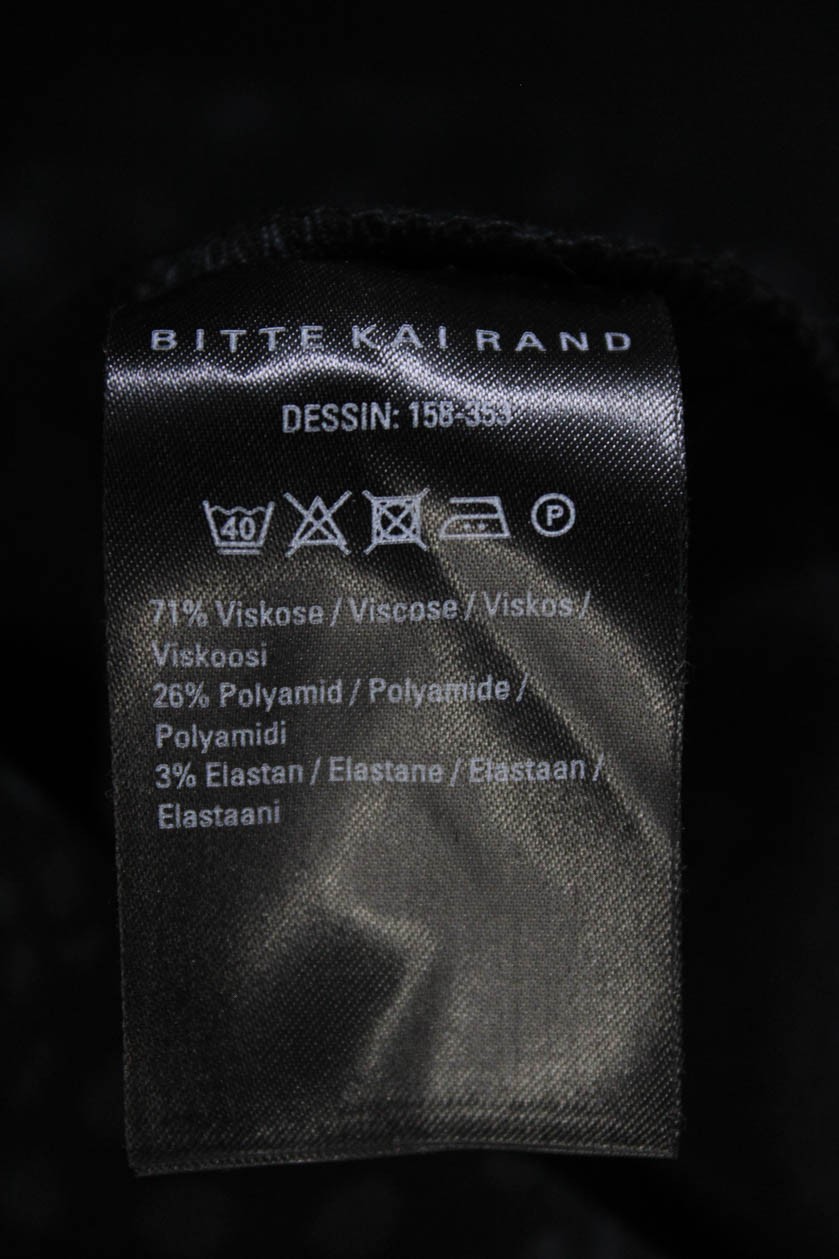 BITTE KAI RAND
DESSIN: 158-353
40 P
71% Viskose / Viscose / Viskos /
Viskoosi
26% Polyamid / Polyamide /
Polyamidi
3% Elastan / Elastane / Elastaan /
Elastaani